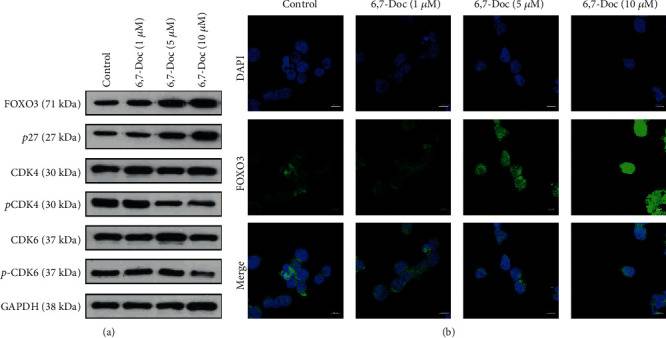 Control
6,7-Doc (1 µM)
6,7-Doc (5 µM)
6,7-Doc (10 µM)
FOXO3 (71 kDa)
p27 (27 kDa)
CDK4 (30 kDa)
pCDK4 (30 kDa)
CDK6 (37 kDa)
p-CDK6 (37 kDa)
GAPDH (38 kDa)
(a)
Control
6,7-Doc (1 µM)
6,7-Doc (5 µM)
6,7-Doc (10 µM)
DAPI
FOXO3
Merge
(b)